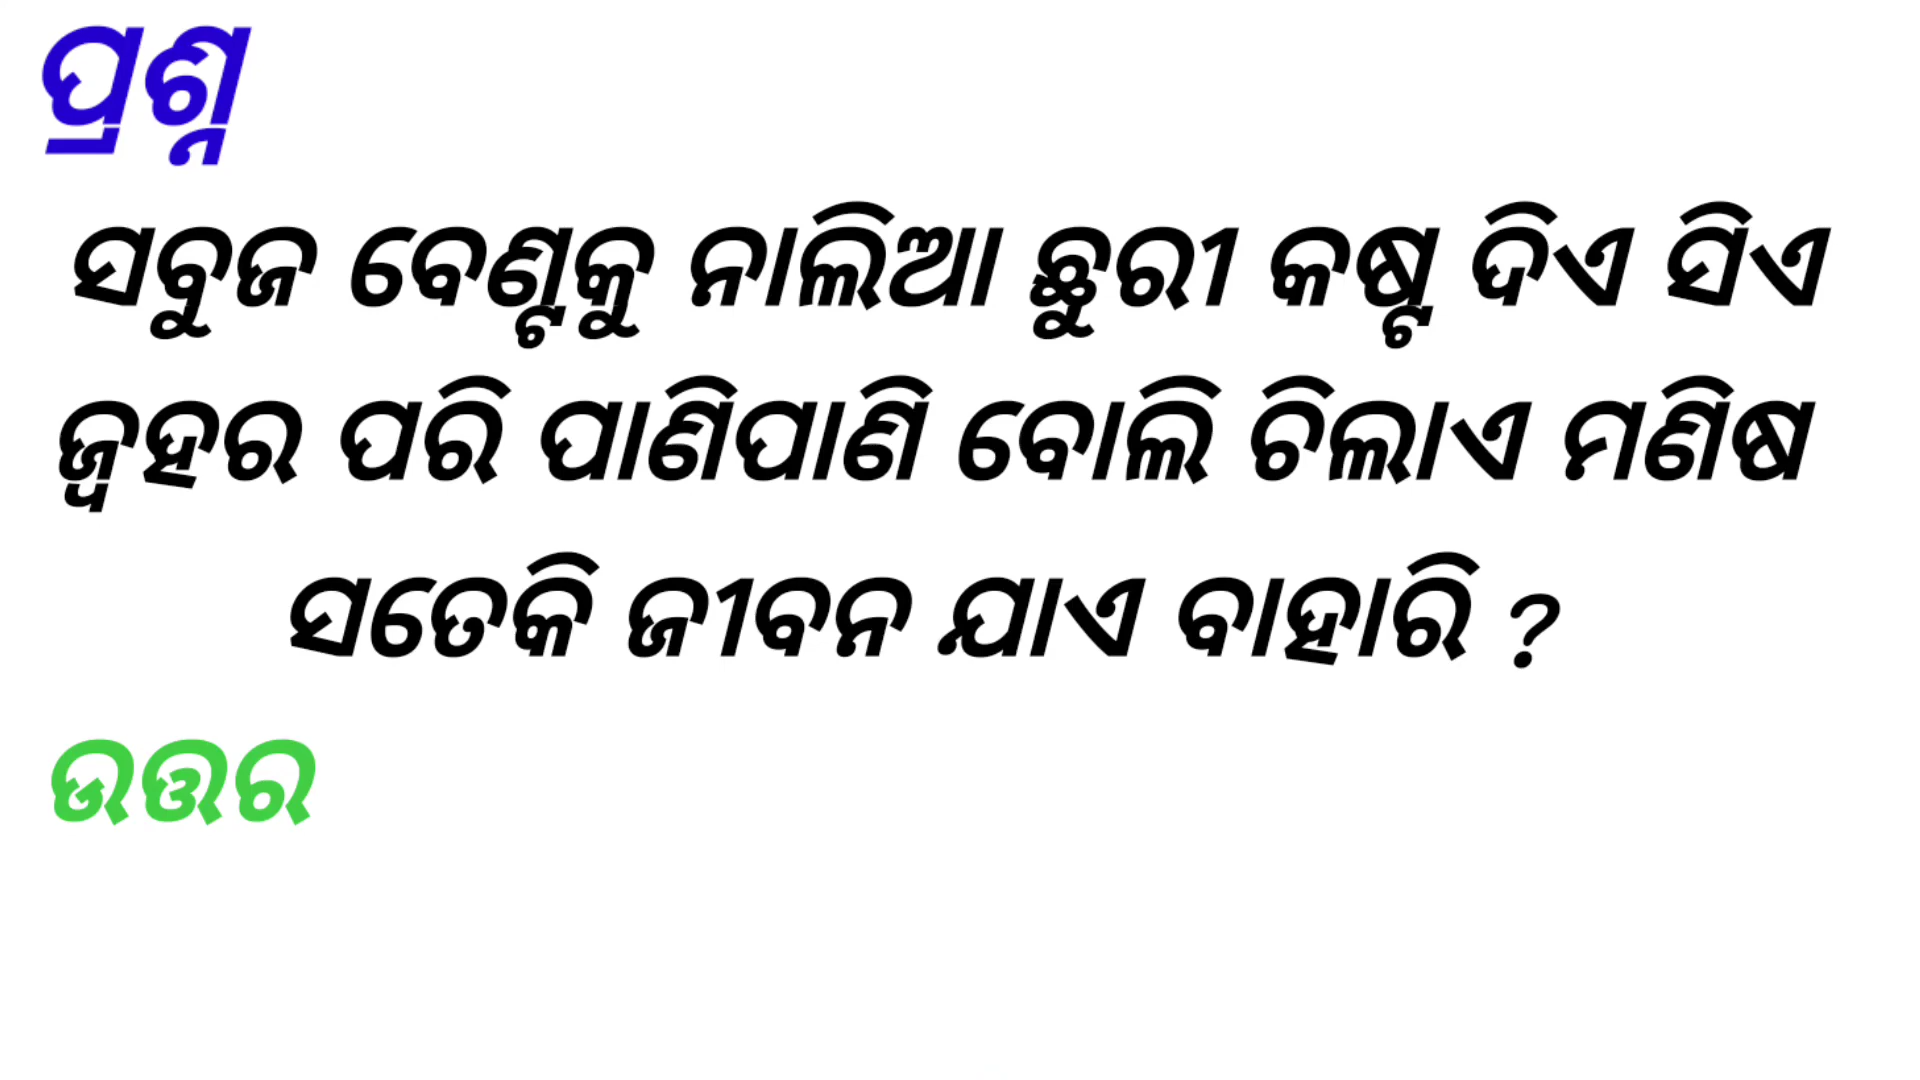 ପ୍ରଶ୍ନ
ସବୁଜ ବେଣ୍ଟକୁ ନାଲିଆ ଛୁରୀ କଷ୍ଟ ଦିଏ ସିଏ
ଜ୍ୱହର ପରି ପାଣିପାଣି ବୋଲି ଚିଲାଏ ମଣିଷ
ସତେକି ଜୀବନ ଯାଏ ବାହାରି ?
ଉତ୍ତର